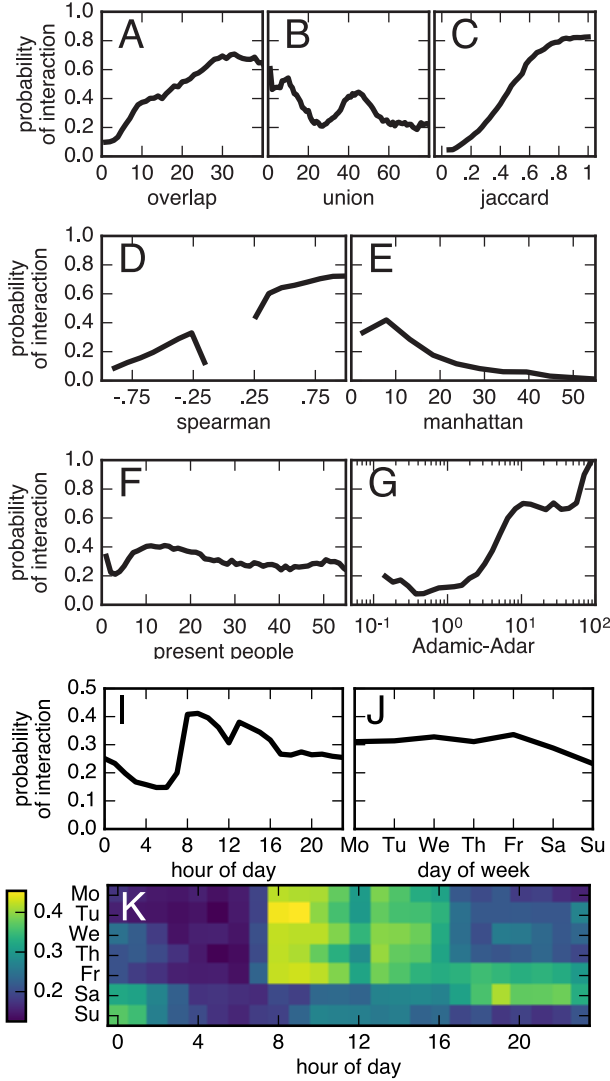 A B C
probability
of interaction
1.0
0.8
0.6
0.4
0.2
0.0
0 10 20 30 0 20 40 60 0 .2 .4 .6 .8 1
overlap union jaccard
D E
probability
of interaction
1.0
0.8
0.6
0.4
0.2
0.0
-.75 -.25 .25 .75 0 10 20 30 40 50
spearman manhattan
F G
probability
of interaction
1.0
0.8
0.6
0.4
0.2
0.0
0 10 20 30 40 50 10⁻¹ 10⁰ 10¹ 10²
present people Adamic-Adar
I J
probability
of interaction
0.5
0.4
0.3
0.2
0.1
0.0
0 4 8 12 16 20 Mo Tu We Th Fr Sa Su
hour of day day of week
K
0.4
0.3
0.2
Mo
Tu
We
Th
Fr
Sa
Su
0 4 8 12 16 20
hour of day